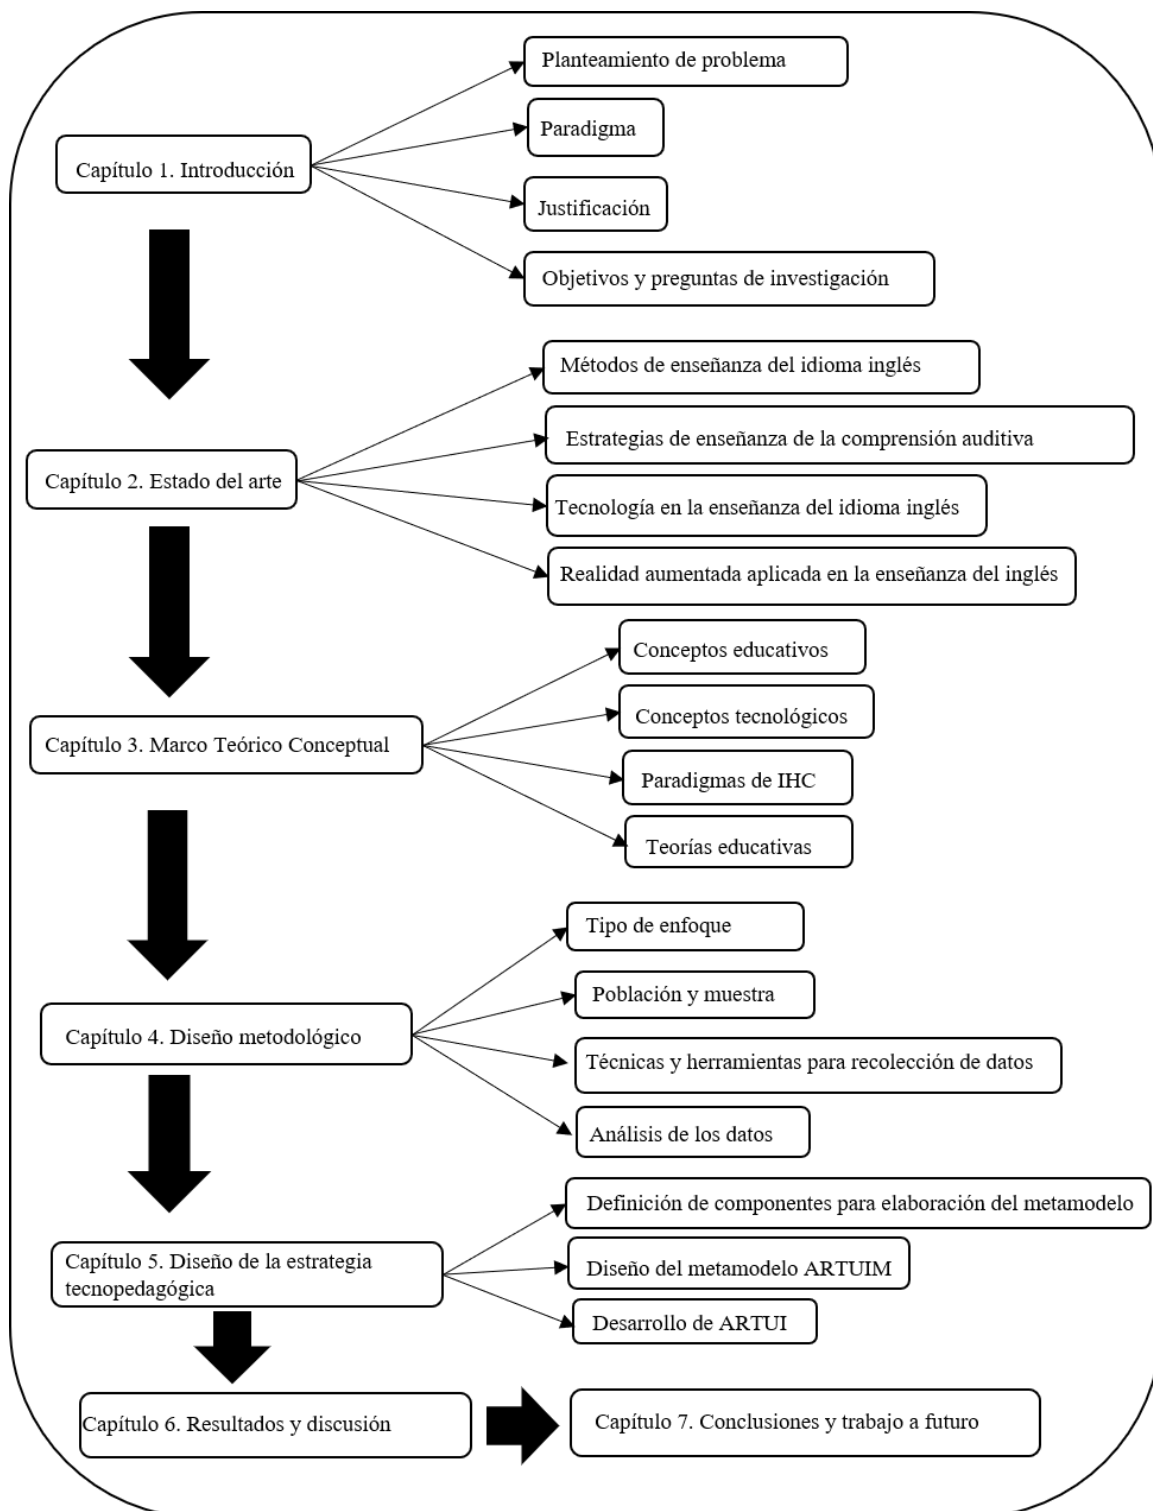 Capítulo 1. Introducción
Planteamiento de problema
Paradigma
Justificación
Objetivos y preguntas de investigación
Capítulo 2. Estado del arte
Métodos de enseñanza del idioma inglés
Estrategias de enseñanza de la comprensión auditiva
Tecnología en la enseñanza del idioma inglés
Realidad aumentada aplicada en la enseñanza del inglés
Capítulo 3. Marco Teórico Conceptual
Conceptos educativos
Conceptos tecnológicos
Paradigmas de IHC
Teorías educativas
Capítulo 4. Diseño metodológico
Tipo de enfoque
Población y muestra
Técnicas y herramientas para recolección de datos
Análisis de los datos
Capítulo 5. Diseño de la estrategia
tecnopedagógica
Definición de componentes para elaboración del metamodelo
Diseño del metamodelo ARTUIM
Desarrollo de ARTUI
Capítulo 6. Resultados y discusión
Capítulo 7. Conclusiones y trabajo a futuro